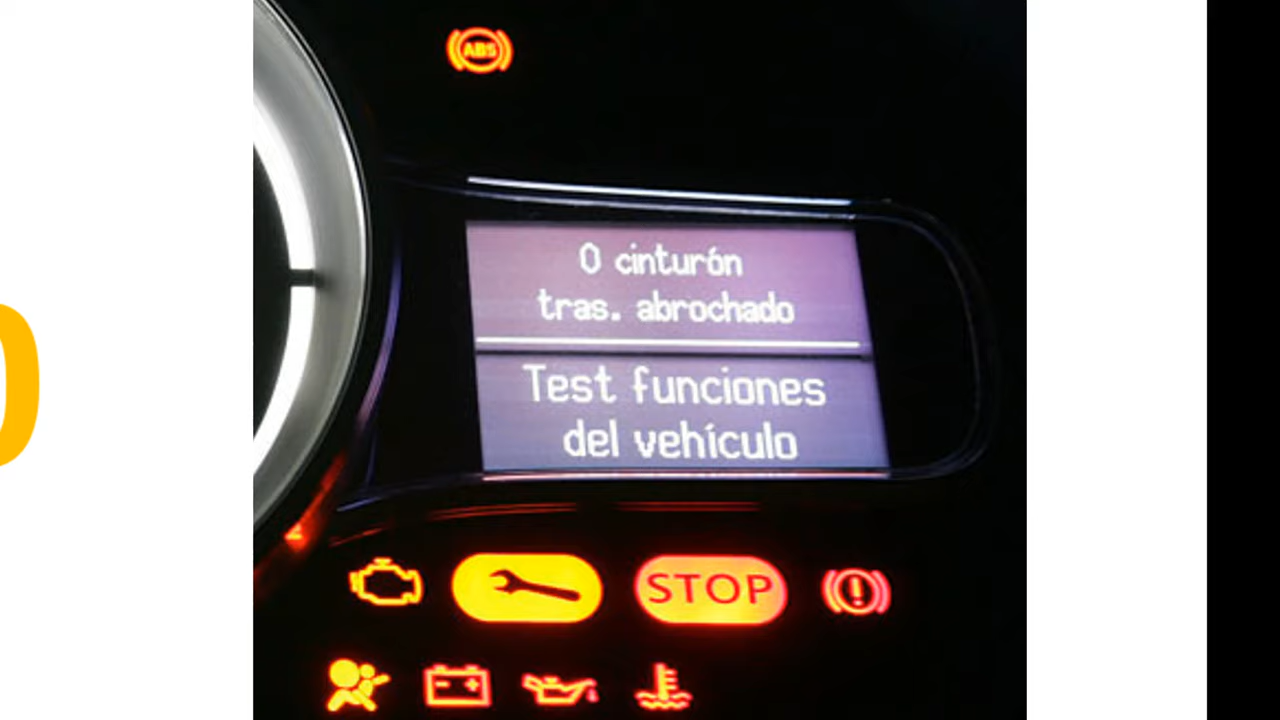 ABS
0 cinturón
tras. abrochado
Test funciones
del vehículo
STOP